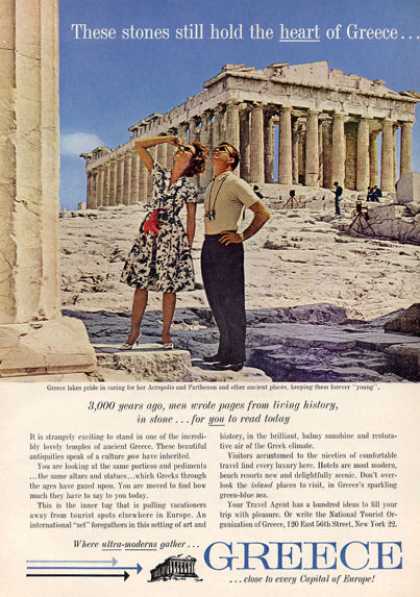 These stones still hold the heart of Greece...
Greece takes pride in caring for her Acropolis and Parthenon and other ancient places, keeping them forever "young".
3,000 years ago, men wrote pages from living history,
in stone...for you to read today
It is strangely exciting to stand in one of the incredi-
bly lovely temples of ancient Greece. These beautiful
antiquities speak of a culture you have inherited.
You are looking at the same porticos and pediments
...the same altars and statues...which Greeks through
the ages have gazed upon. You are moved to find how
much they have to say to you today.
This is the inner tug that is pulling vacationers
away from tourist spots elsewhere in Europe. An
international "set" foregathers in this setting of art and
history, in the brilliant, balmy sunshine and restora-
tive air of the Greek climate.
Visitors accustomed to the niceties of comfortable
travel find every luxury here. Hotels are most modern,
beach resorts new and delightfully scenic. Don't over-
look the island places to visit, in Greece's sparkling
green-blue sea.
Your Travel Agent has a hundred ideas to fill your
trip with pleasure. Or write the National Tourist Or-
ganization of Greece, 120 East 56th Street, New York 22.
Where ultra-moderns gather...
GREECE
...close to every Capital of Europe!